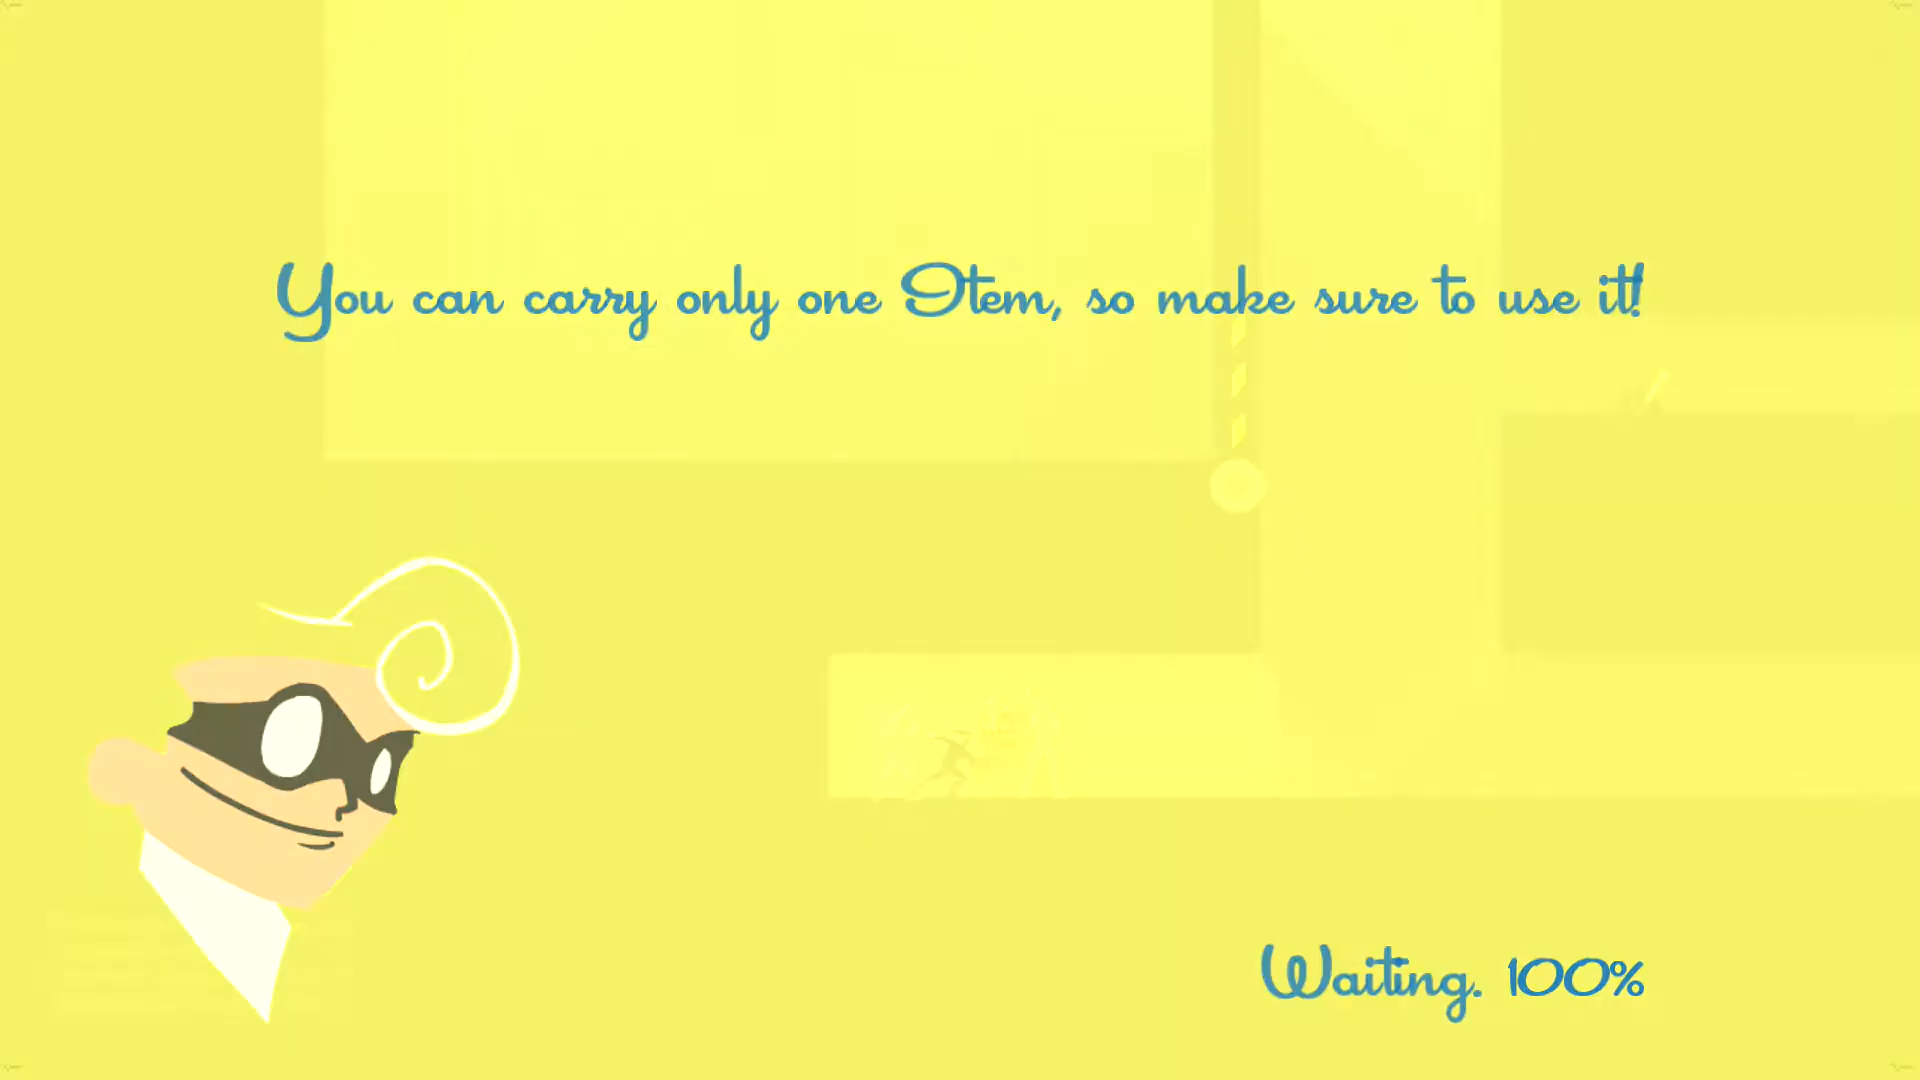 You can carry only one Item, so make sure to use it!
Waiting. 100%